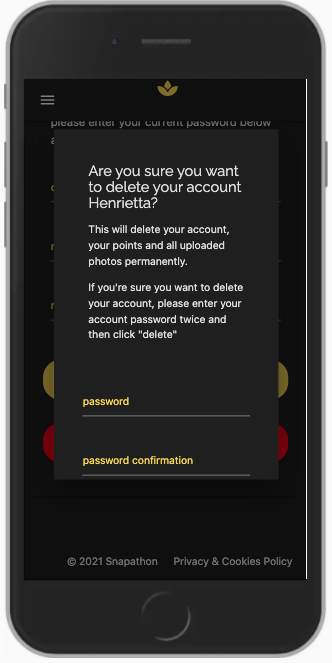 please enter your current password below
Are you sure you want
to delete your account
Henrietta?
This will delete your account,
your points and all uploaded
photos permanently.
If you're sure you want to delete
your account, please enter your
account password twice and
then click "delete"
password
password confirmation
© 2021 Snapathon Privacy & Cookies Policy